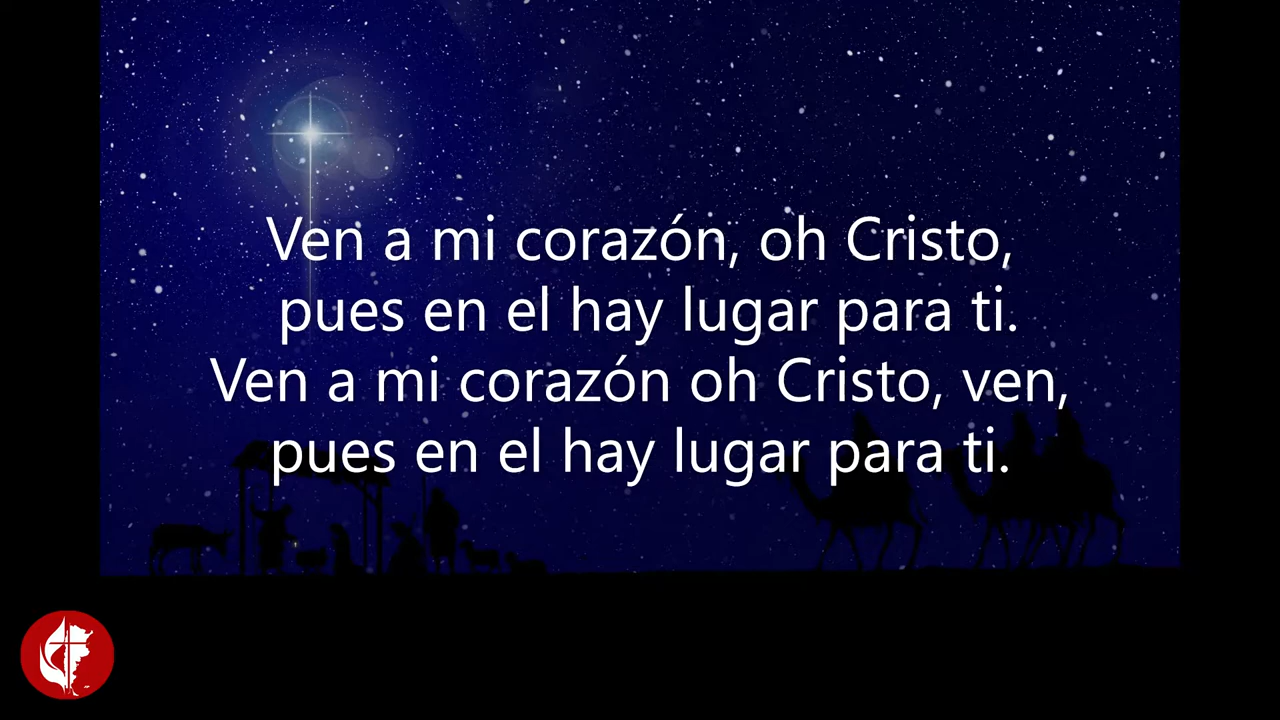 Ven a mi corazón, oh Cristo,
pues en el hay lugar para ti.
Ven a mi corazón oh Cristo, ven,
pues en el hay lugar para ti.